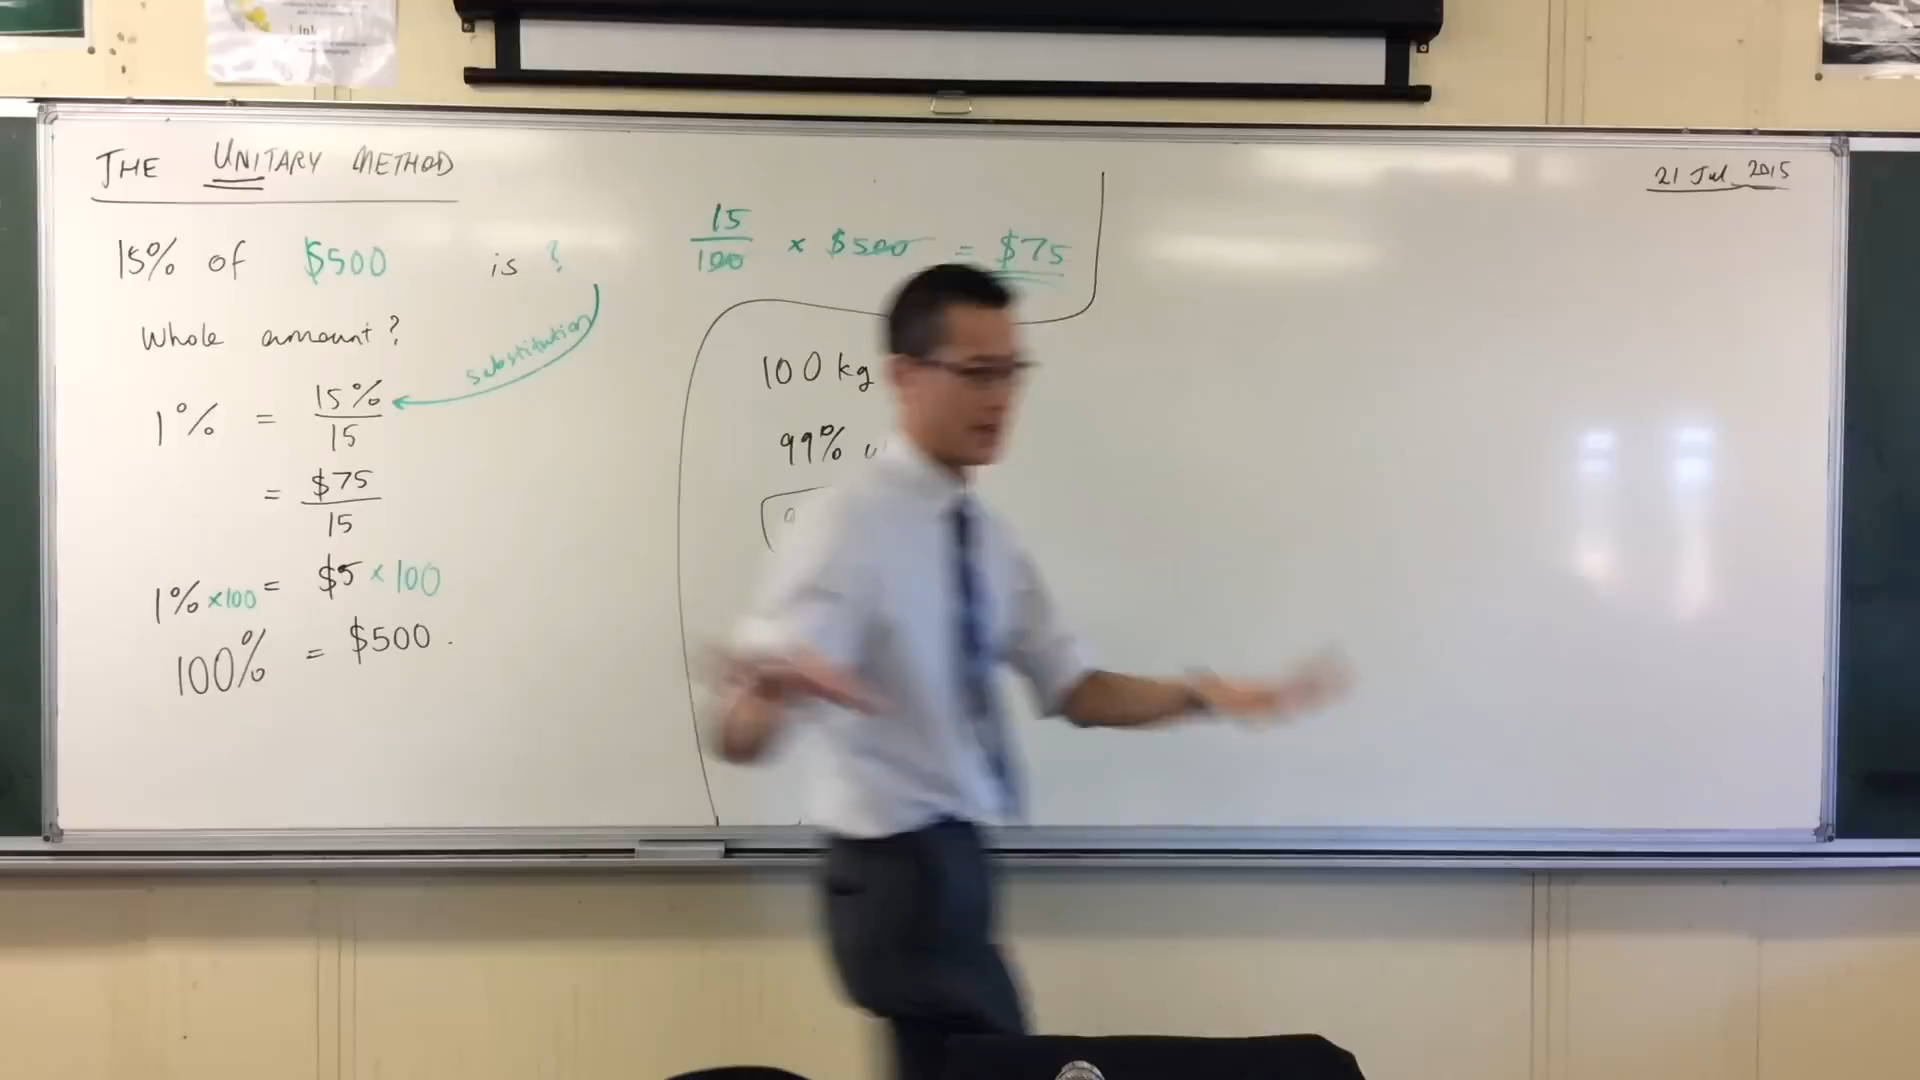 THE UNITARY METHOD
21 Jul 2015
15% of $500 is ?
15/100 × $500 = $75
Whole amount?
substitution
1% = 15%/15
= $75/15
1% ×100 = $5 × 100
100% = $500.
100 kg
99%
Link